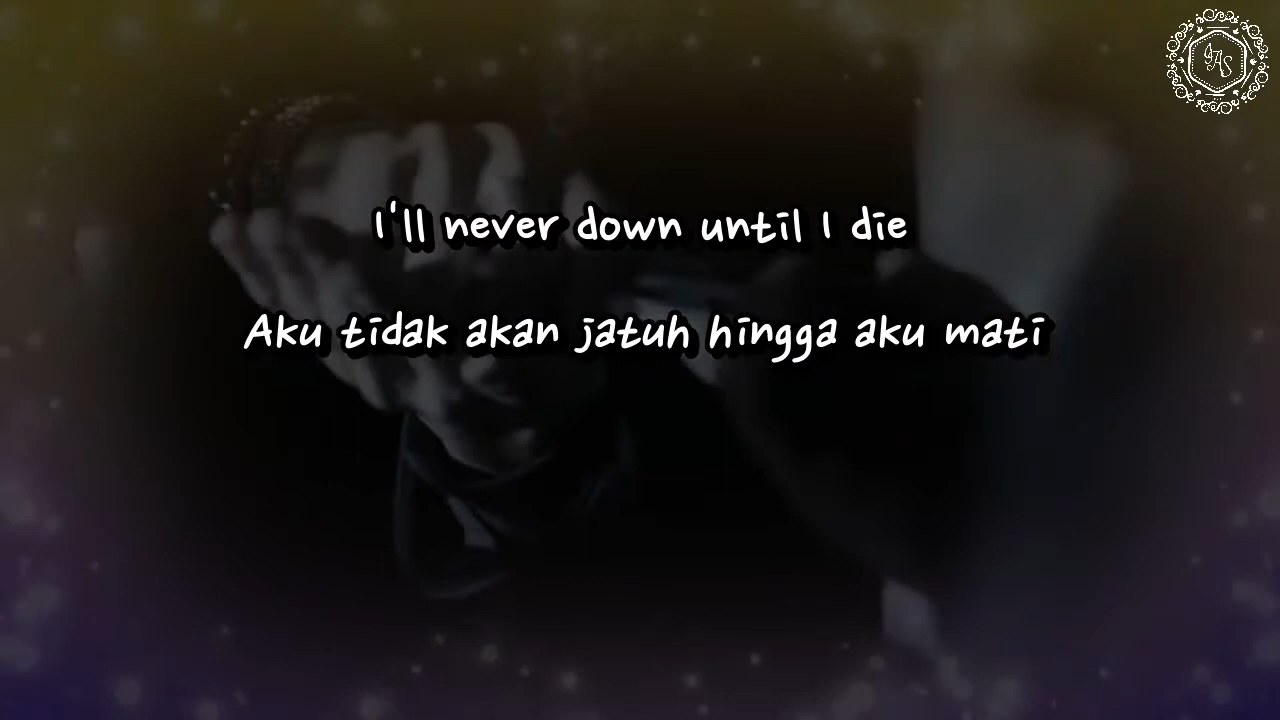 I'll never down until I die
Aku tidak akan jatuh hingga aku mati